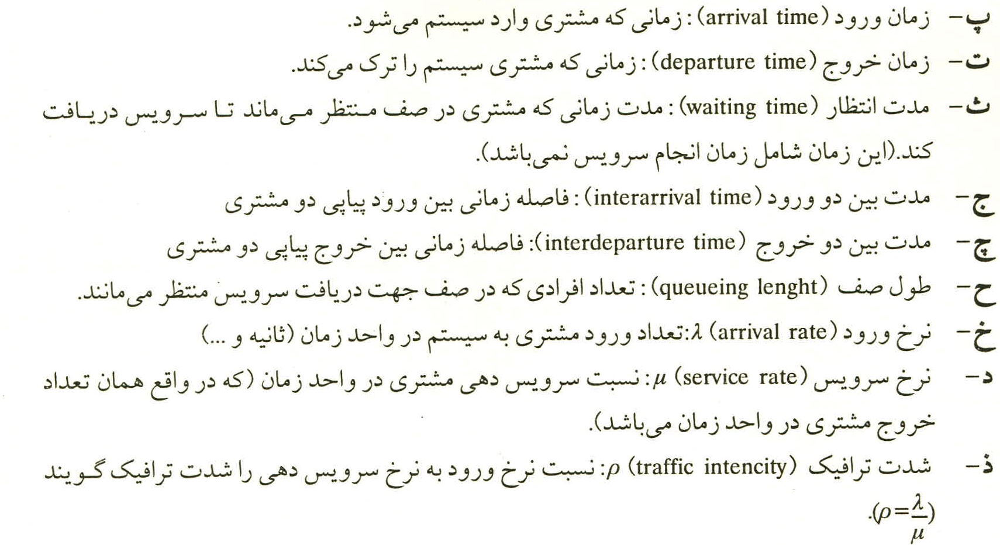 پ- زمان ورود (arrival time): زمانی که مشتری وارد سیستم می‌شود.
ت- زمان خروج (departure time): زمانی که مشتری سیستم را ترک می‌کند.
ث- مدت انتظار (waiting time): مدت زمانی که مشتری در صف منتظر می‌ماند تا سرویس دریافت
کند.(این زمان شامل زمان انجام سرویس نمی‌باشد).
ج- مدت بین دو ورود (interarrival time): فاصله زمانی بین ورود پیاپی دو مشتری
چ- مدت بین دو خروج (interdeparture time): فاصله زمانی بین خروج پیاپی دو مشتری
ح- طول صف (queueing lenght): تعداد افرادی که در صف جهت دریافت سرویس منتظر می‌مانند.
خ- نرخ ورود (arrival rate) λ: تعداد ورود مشتری به سیستم در واحد زمان (ثانیه و ...)
د- نرخ سرویس (service rate) μ: نسبت سرویس دهی مشتری در واحد زمان (که در واقع همان تعداد
خروج مشتری در واحد زمان می‌باشد).
ذ- شدت ترافیک (traffic intencity) ρ: نسبت نرخ ورود به نرخ سرویس دهی را شدت ترافیک گویند
(ρ=λ/μ).